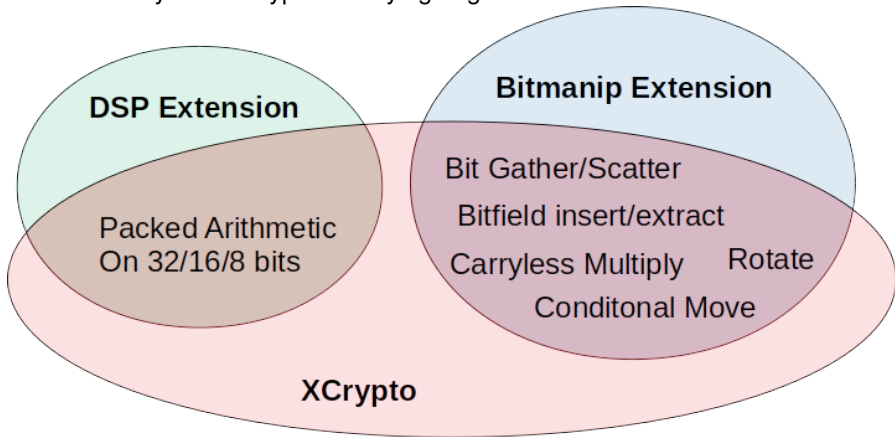 DSP Extension
Bitmanip Extension
Bit Gather/Scatter
Bitfield insert/extract
Packed Arithmetic
On 32/16/8 bits
Carryless Multiply
Rotate
Conditonal Move
XCrypto